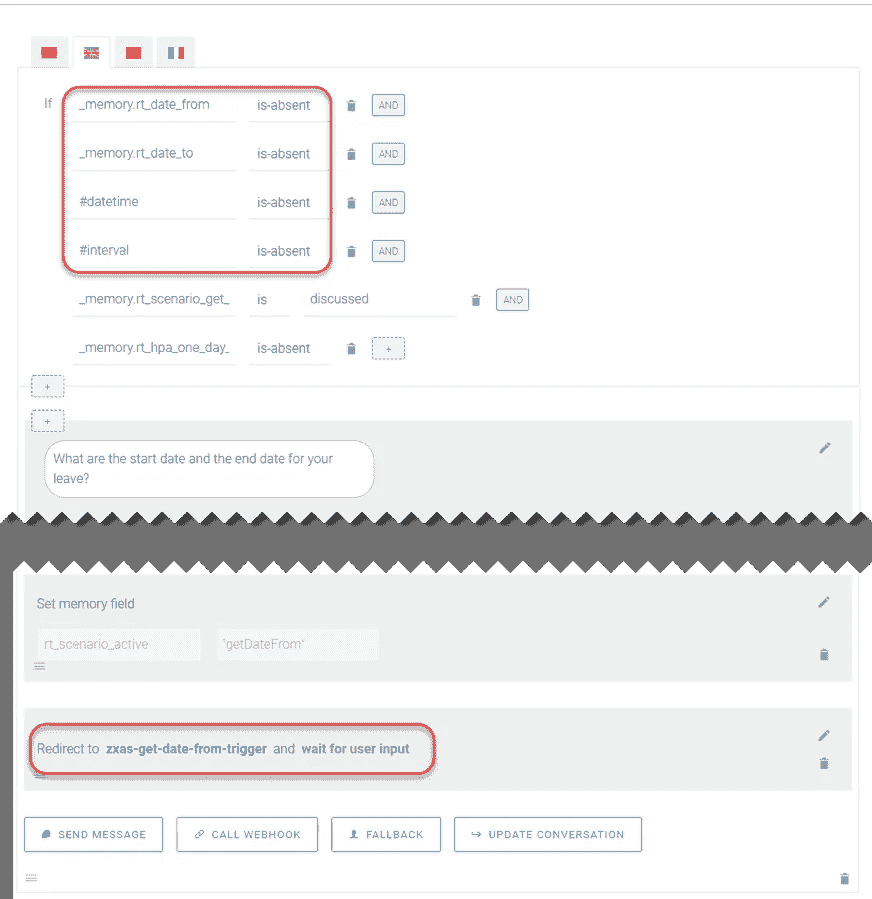 If _memory.rt_date_from is-absent AND
_memory.rt_date_to is-absent AND
#datetime is-absent AND
#interval is-absent AND
_memory.rt_scenario_get_ is discussed AND
_memory.rt_hpa_one_day_ is-absent +
+
+
What are the start date and the end date for your
leave?
Set memory field
rt_scenario_active "getDateFrom"
Redirect to zxas-get-date-from-trigger and wait for user input
SEND MESSAGE CALL WEBHOOK FALLBACK UPDATE CONVERSATION